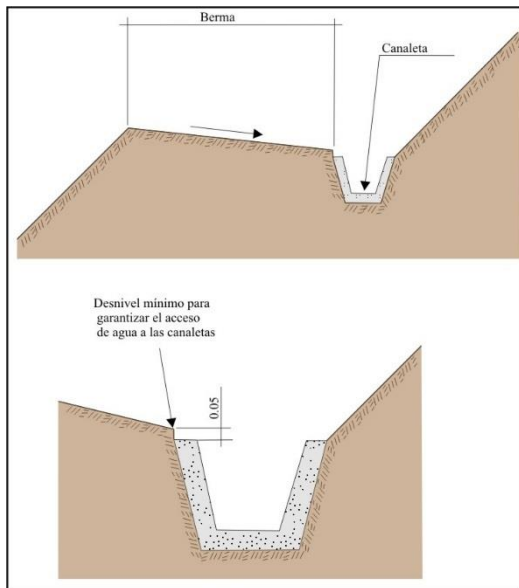 Berma
Canaleta
Desnivel mínimo para
garantizar el acceso
de agua a las canaletas
0.05